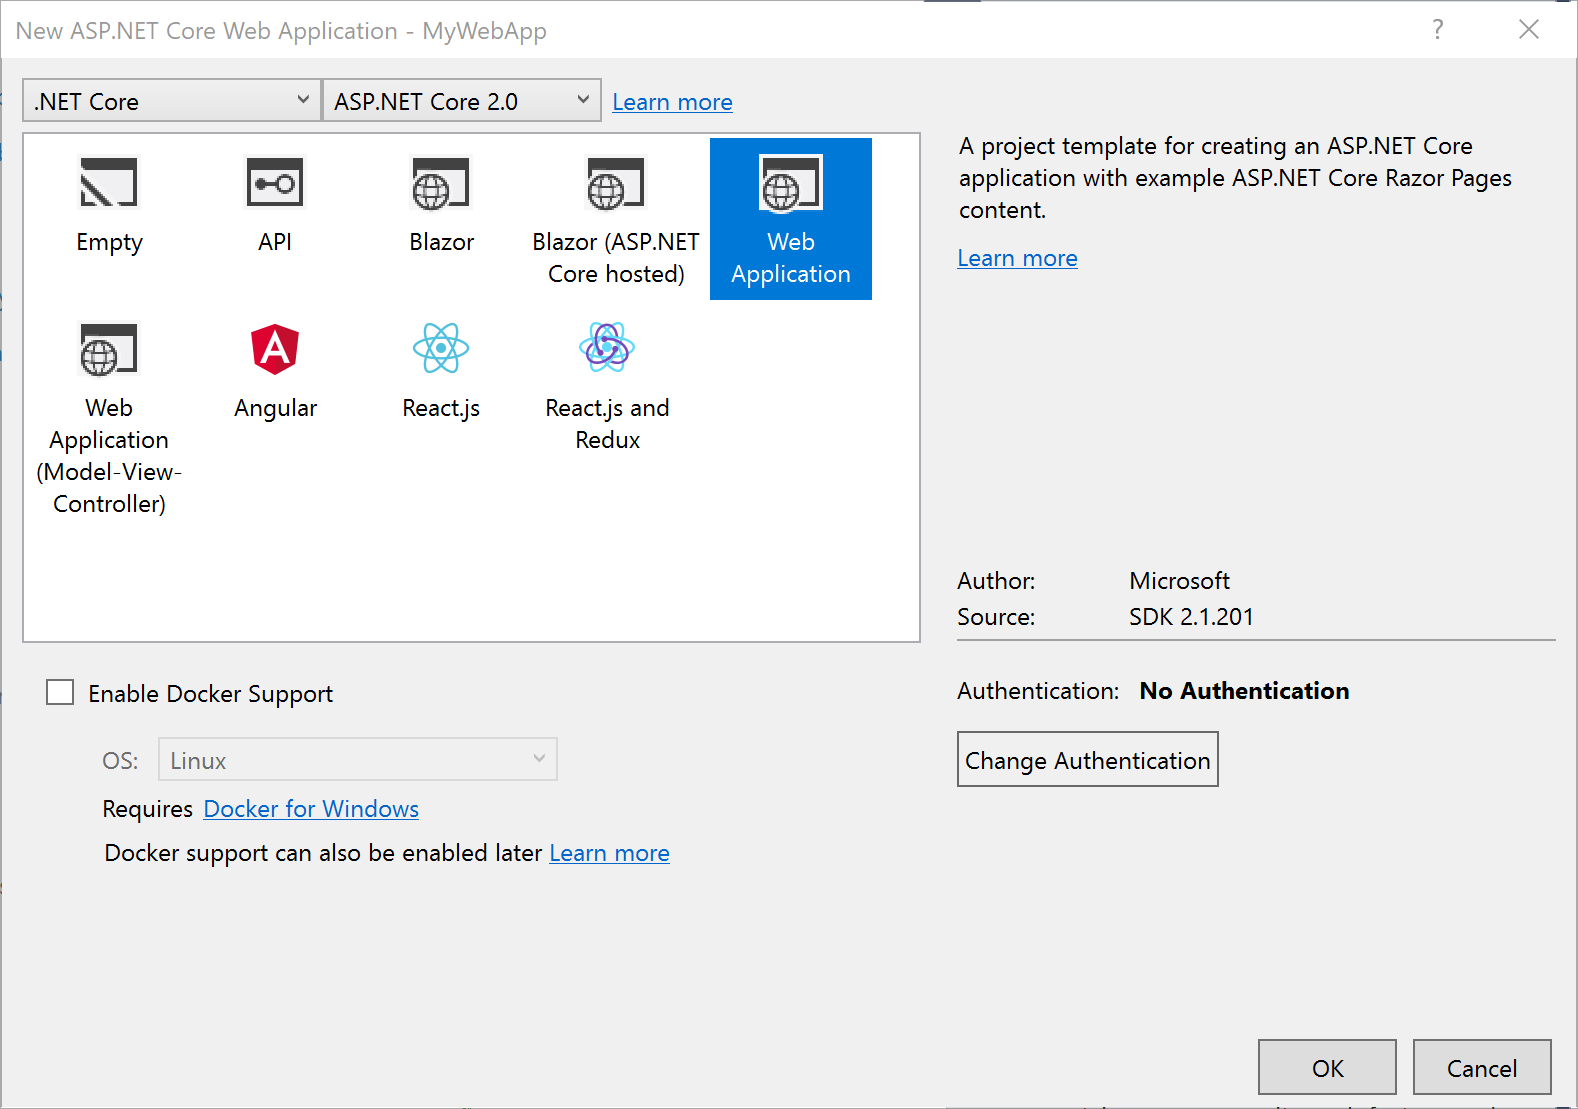 New ASP.NET Core Web Application - MyWebApp
?
.NET Core
ASP.NET Core 2.0
Learn more
Empty
API
Blazor
Blazor (ASP.NET
Core hosted)
Web
Application
Web
Application
(Model-View-
Controller)
Angular
React.js
React.js and
Redux
A project template for creating an ASP.NET Core
application with example ASP.NET Core Razor Pages
content.
Learn more
Author: Microsoft
Source: SDK 2.1.201
Authentication: No Authentication
Change Authentication
Enable Docker Support
OS: Linux
Requires Docker for Windows
Docker support can also be enabled later Learn more
OK
Cancel